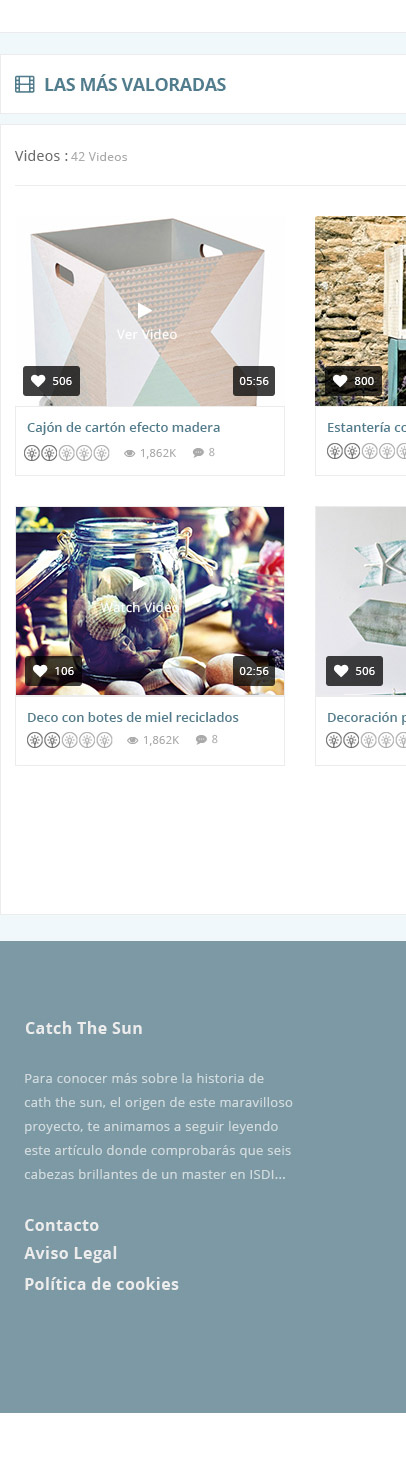 LAS MÁS VALORADAS
Videos : 42 Videos
Ver Video
506
05:56
800
Cajón de cartón efecto madera
1,862K 8
Estantería co
Watch Video
106
02:56
506
Deco con botes de miel reciclados
1,862K 8
Decoración p
Catch The Sun
Para conocer más sobre la historia de
cath the sun, el origen de este maravilloso
proyecto, te animamos a seguir leyendo
este artículo donde comprobarás que seis
cabezas brillantes de un master en ISDI...
Contacto
Aviso Legal
Política de cookies